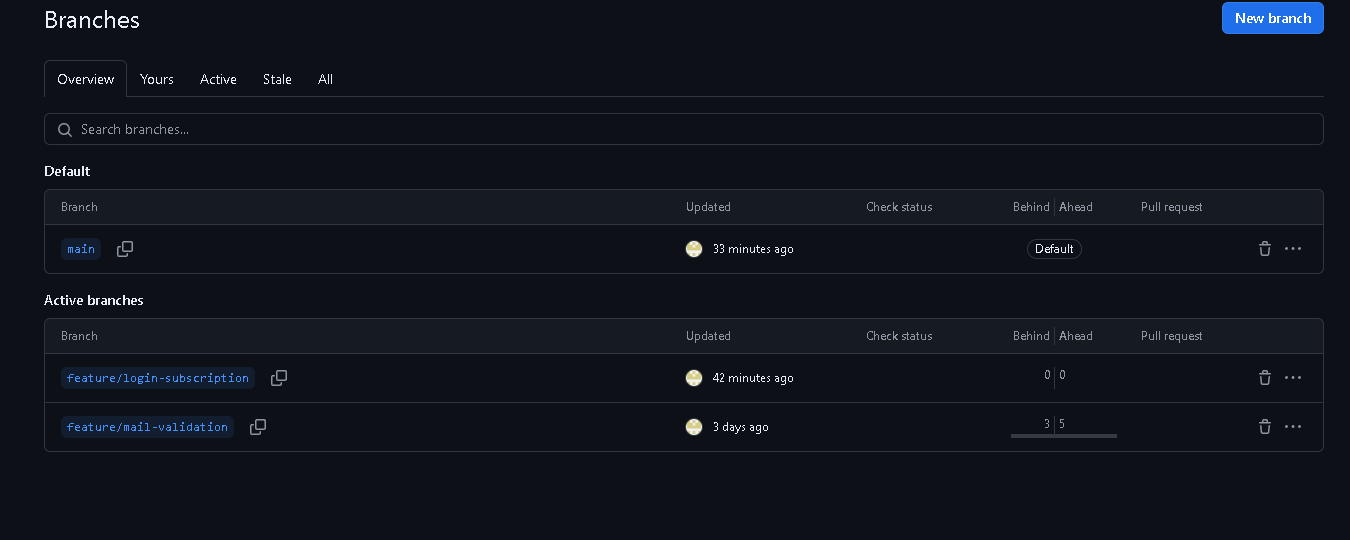 Branches
New branch
Overview Yours Active Stale All
Search branches...
Default
Branch Updated Check status Behind Ahead Pull request
main 33 minutes ago Default
Active branches
Branch Updated Check status Behind Ahead Pull request
feature/login-subscription 42 minutes ago 0 0
feature/mail-validation 3 days ago 3 5